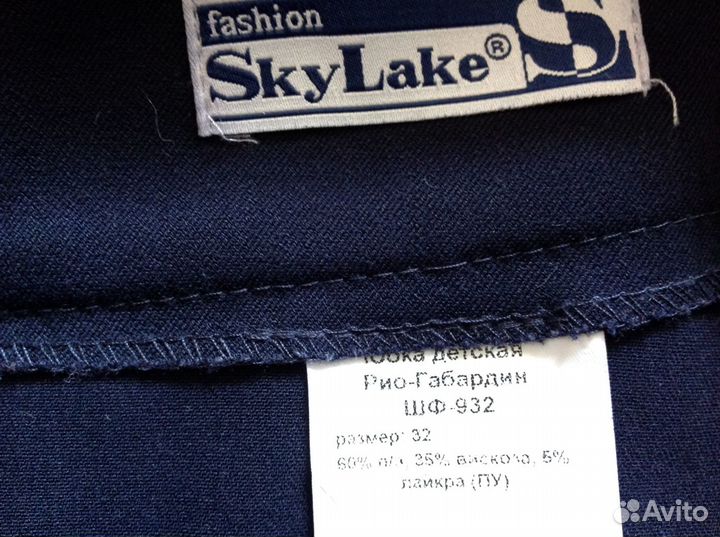 fashion
SkyLake®
S
Юбка детская
Рио-Габардин
ШФ-932
размер: 32
60% п/э, 35% вискоза, 5%
лайкра (ПУ)
Avito